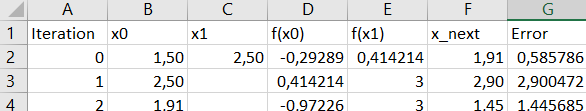 A B C D E F G
1 Iteration x0 x1 f(x0) f(x1) x_next Error
2 0 1,50 2,50 -0,29289 0,414214 1,91 0,585786
3 1 2,50 0,414214 3 2,90 2,900472
4 2 1.91 -0,97226 3 1.45 1.445685